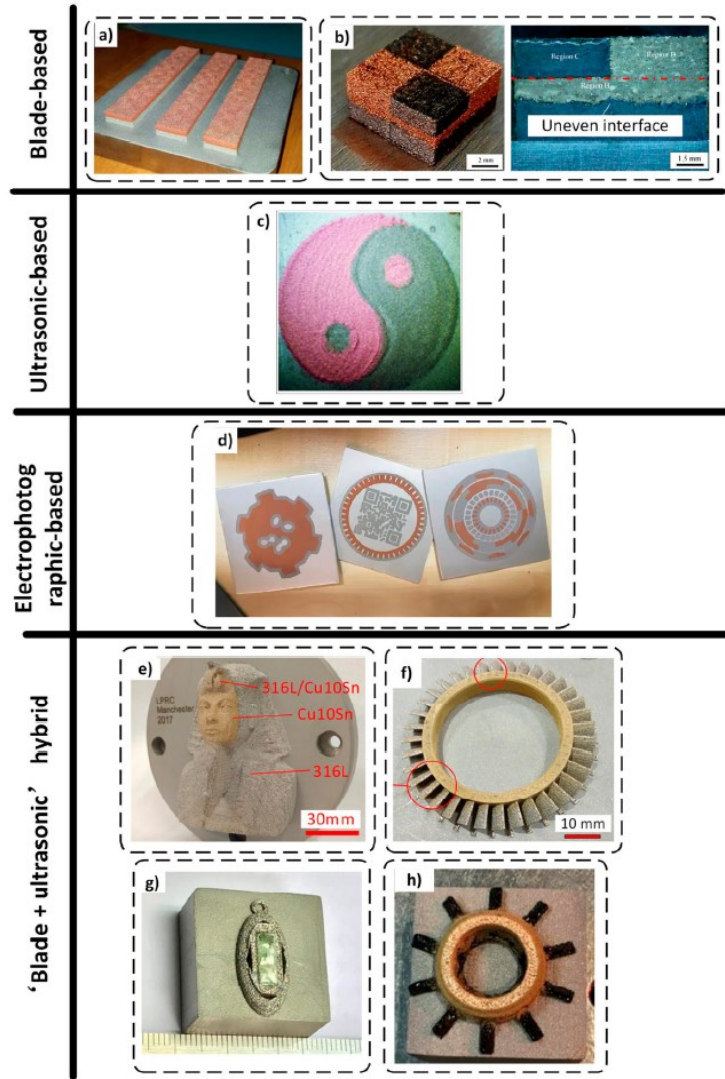 Blade-based
a)
b)
2 mm
Region C
Region B
Region H
Uneven interface
1.5 mm
Ultrasonic-based
c)
Electrophotog
raphic-based
d)
‘Blade + ultrasonic’ hybrid
e)
LPRC
Manchester
2017
316L/Cu10Sn
Cu10Sn
316L
30mm
f)
10 mm
g)
h)